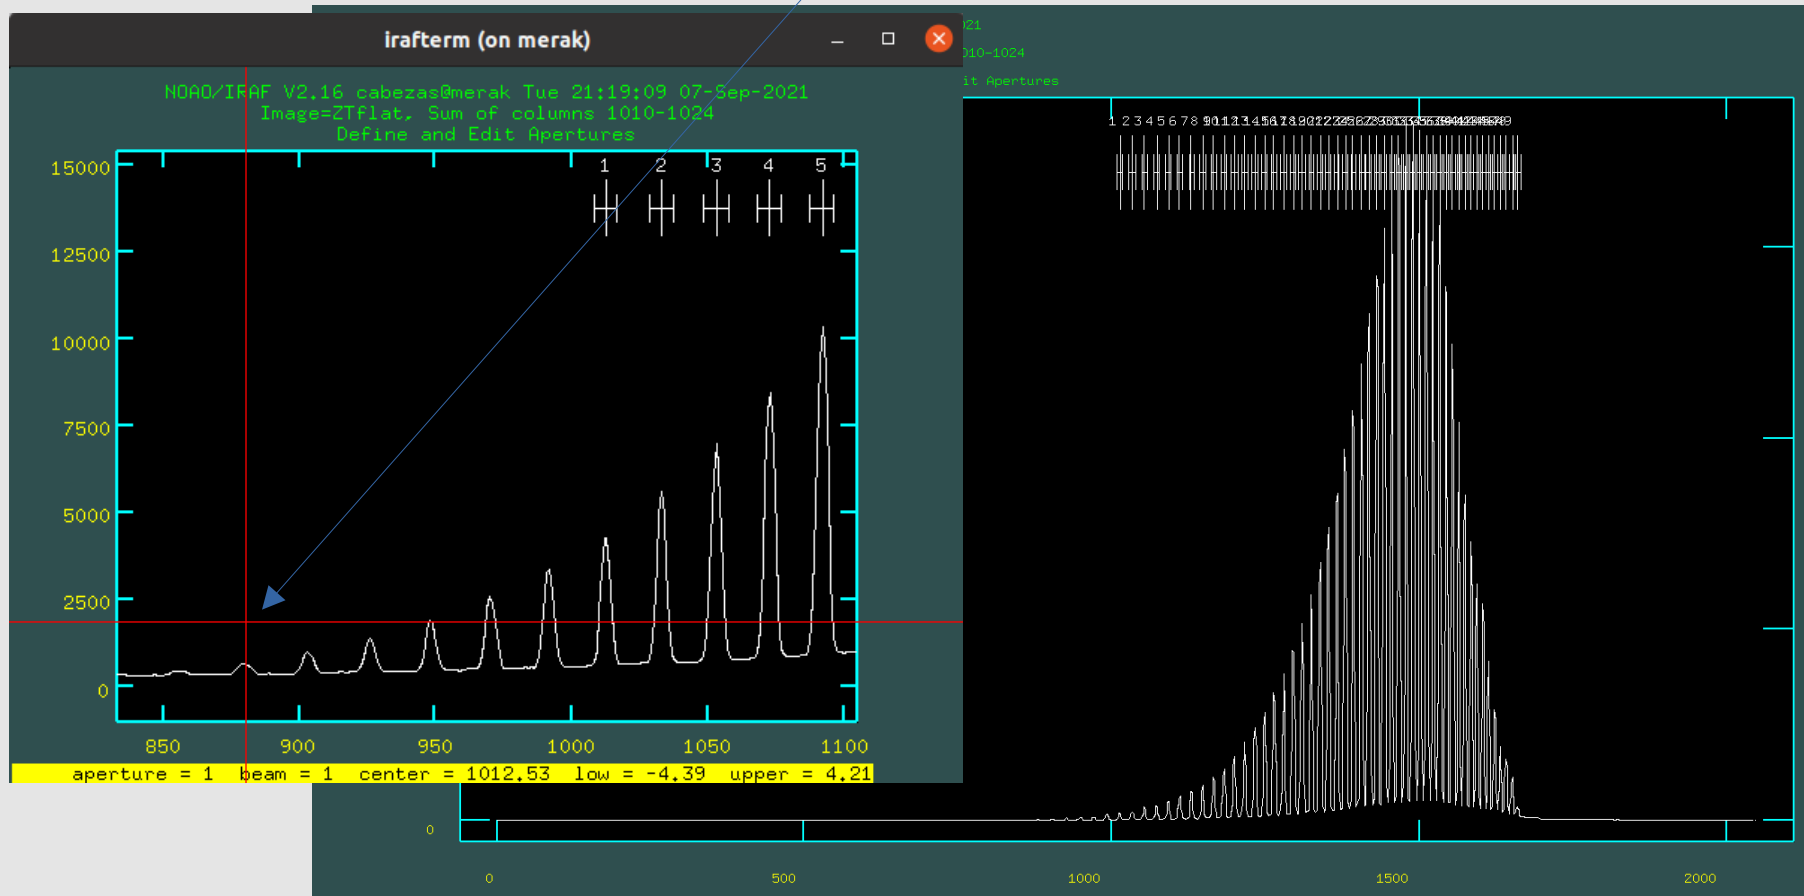 irafterm (on merak)
NOAO/IRAF V2.16 cabezas@merak Tue 21:19:09 07-Sep-2021
Image=ZTflat, Sum of columns 1010-1024
Define and Edit Apertures
15000
12500
10000
7500
5000
2500
0
1 2 3 4 5
850 900 950 1000 1050 1100
aperture = 1 beam = 1 center = 1012.53 low = -4.39 upper = 4.21
021
010-1024
it Apertures
1 2 3 4 5 6 7 8
0
0 500 1000 1500 2000